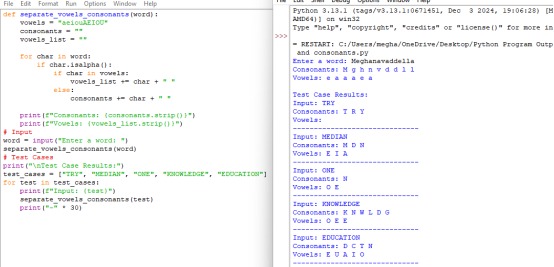 File Edit Format Run Options Window Help
def separate_vowels_consonants(word):
vowels = "aeiouAEIOU"
consonants = ""
vowels_list = ""
for char in word:
if char.isalpha():
if char in vowels:
vowels_list += char + " "
else:
consonants += char + " "
print(f"Consonants: {consonants.strip()}")
print(f"Vowels: {vowels_list.strip()}")
# Input
word = input("Enter a word: ")
separate_vowels_consonants(word)
# Test Cases
print("\nTest Case Results:")
test_cases = ["TRY", "MEDIAN", "ONE", "KNOWLEDGE", "EDUCATION"]
for test in test_cases:
print(f"Input: {test}")
separate_vowels_consonants(test)
print("-" * 30)
Python 3.13.1 (tags/v3.13.1:0671451, Dec 3 2024, 19:06:28) [M
AMD64)] on win32
Type "help", "copyright", "credits" or "license()" for more in
>>>
= RESTART: C:/Users/megha/OneDrive/Desktop/Python Program Outp
and consonants.py
Enter a word: Meghanaveddella
Consonants: M g h n v d d l l
Vowels: e a a e e a
Test Case Results:
Input: TRY
Consonants: T R Y
Vowels:
------------------------------
Input: MEDIAN
Consonants: M D N
Vowels: E I A
------------------------------
Input: ONE
Consonants: N
Vowels: O E
------------------------------
Input: KNOWLEDGE
Consonants: K N W L D G
Vowels: O E E
------------------------------
Input: EDUCATION
Consonants: D C T N
Vowels: E U A I O
------------------------------